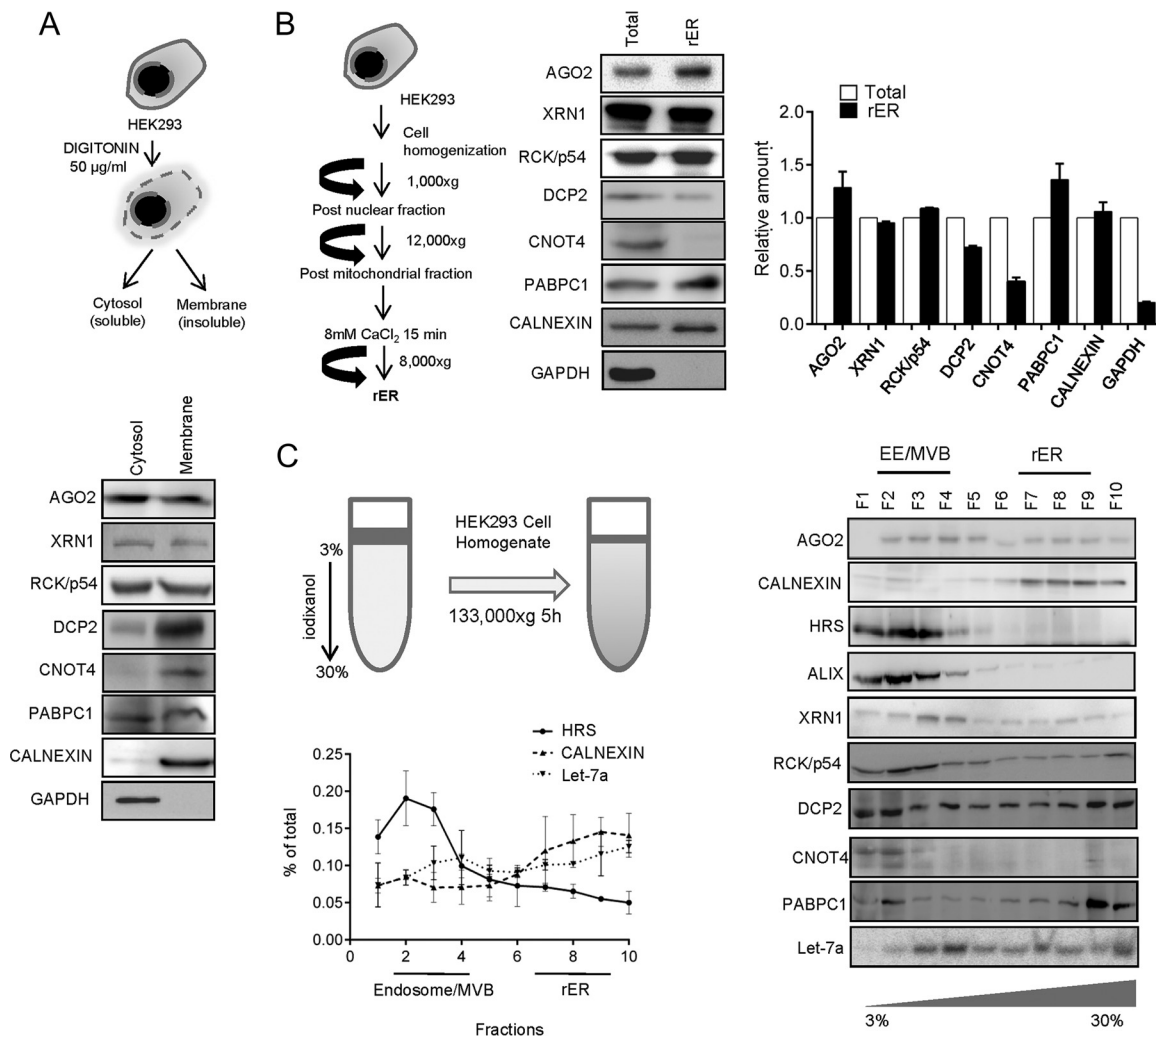 A
HEK293
DIGITONIN
50 µg/ml
Cytosol
(soluble)
Membrane
(insoluble)
Cytosol
Membrane
AGO2
XRN1
RCK/p54
DCP2
CNOT4
PABPC1
CALNEXIN
GAPDH
B
HEK293
Cell
homogenization
1,000xg
Post nuclear fraction
12,000xg
Post mitochondrial fraction
8mM CaCl2 15 min
8,000xg
rER
Total
rER
AGO2
XRN1
RCK/p54
DCP2
CNOT4
PABPC1
CALNEXIN
GAPDH
Total
rER
Relative amount
2.0
1.5
1.0
0.5
0.0
AGO2
XRN1
RCK/p54
DCP2
CNOT4
PABPC1
CALNEXIN
GAPDH
C
3%
iodixanol
30%
HEK293 Cell
Homogenate
133,000xg 5h
HRS
CALNEXIN
Let-7a
% of total
0.25
0.20
0.15
0.10
0.05
0.00
0 2 4 6 8 10
Endosome/MVB
rER
Fractions
EE/MVB
rER
F1 F2 F3 F4 F5 F6 F7 F8 F9 F10
AGO2
CALNEXIN
HRS
ALIX
XRN1
RCK/p54
DCP2
CNOT4
PABPC1
Let-7a
3%
30%